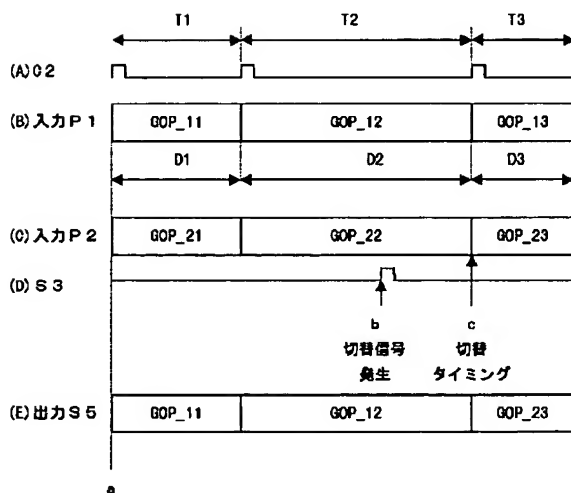 T1 T2 T3
(A) C2
(B) 入力P1 GOP_11 GOP_12 GOP_13
D1 D2 D3
(C) 入力P2 GOP_21 GOP_22 GOP_23
(D) S3
b c
切替信号 切替
発生 タイミング
(E) 出力S5 GOP_11 GOP_12 GOP_23
a